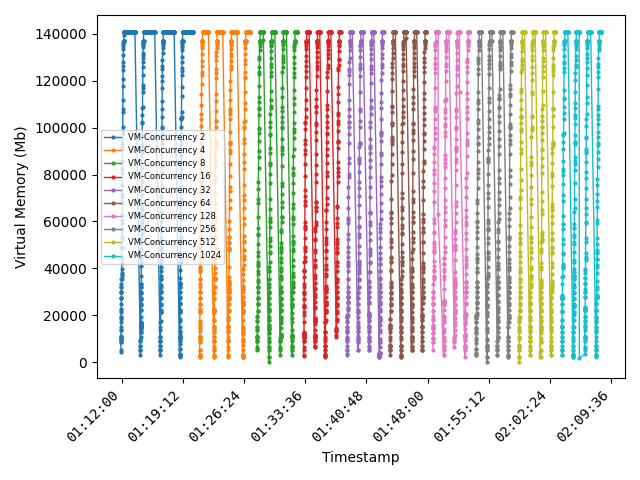 140000
120000
100000
80000
60000
40000
20000
0
Virtual Memory (Mb)
VM-Concurrency 2
VM-Concurrency 4
VM-Concurrency 8
VM-Concurrency 16
VM-Concurrency 32
VM-Concurrency 64
VM-Concurrency 128
VM-Concurrency 256
VM-Concurrency 512
VM-Concurrency 1024
01:12:00
01:19:12
01:26:24
01:33:36
01:40:48
01:48:00
01:55:12
02:02:24
02:09:36
Timestamp